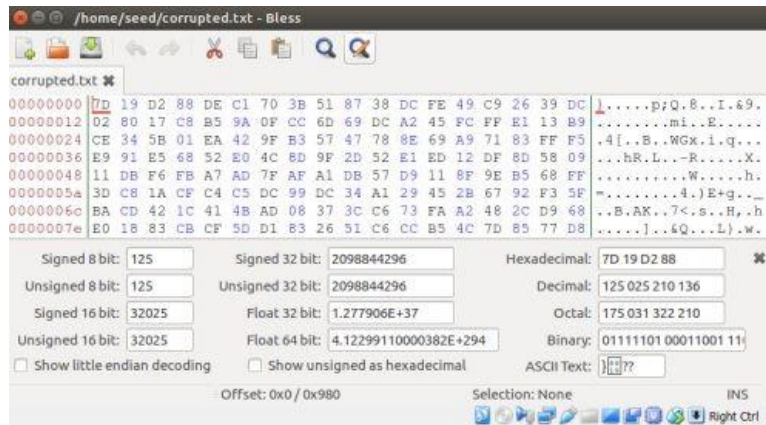 /home/seed/corrupted.txt - Bless
corrupted.txt ✖
00000000 7D 19 D2 88 DE C1 70 3B 51 87 38 DC FE 49 C9 26 39 DC }.....p;Q.8..I.&9.
00000012 02 80 17 C8 B5 9A 0F CC 6D 69 DC A2 45 FC FF E1 13 B9 ........mi..E.....
00000024 CE 34 5B 01 EA 42 9F B3 57 47 78 8E 69 A9 71 83 FF F5 .4[..B..WGx.i.q...
00000036 E9 91 E5 68 52 E0 4C 8D 9F 2D 52 E1 ED 12 DF 8D 58 09 ...hR.L..-R.....X.
00000048 11 DB F6 FB A7 AD 7F AF A1 DB 57 D9 11 8F 9E B5 68 FF ..........W.....h.
0000005a 3D C8 1A CF C4 C5 DC 99 DC 34 A1 29 45 2B 67 92 F3 5F =........4.)E+g.._
0000006c BA CD 42 1C 41 4B AD 08 37 3C C6 73 FA A2 48 2C D9 68 ..B.AK..7<.s..H,.h
0000007e E0 18 83 CB CF 5D D1 B3 26 51 C6 CC B5 4C 7D 85 77 D8 .....]..&Q...L}.w.
Signed 8 bit: 125 Signed 32 bit: 2098844296 Hexadecimal: 7D 19 D2 88
Unsigned 8 bit: 125 Unsigned 32 bit: 2098844296 Decimal: 125 025 210 136
Signed 16 bit: 32025 Float 32 bit: 1.277906E+37 Octal: 175 031 322 210
Unsigned 16 bit: 32025 Float 64 bit: 4.12299110000382E+294 Binary: 01111101 00011001 11
Show little endian decoding Show unsigned as hexadecimal ASCII Text: }??
Offset: 0x0 / 0x980 Selection: None INS
Right Ctrl